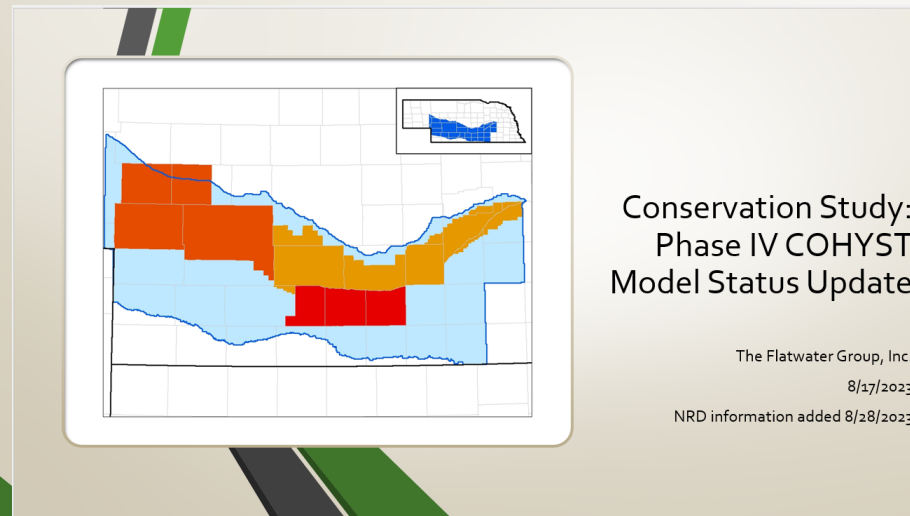 Conservation Study:
Phase IV COHYST
Model Status Update
The Flatwater Group, Inc
8/17/2023
NRD information added 8/28/2023